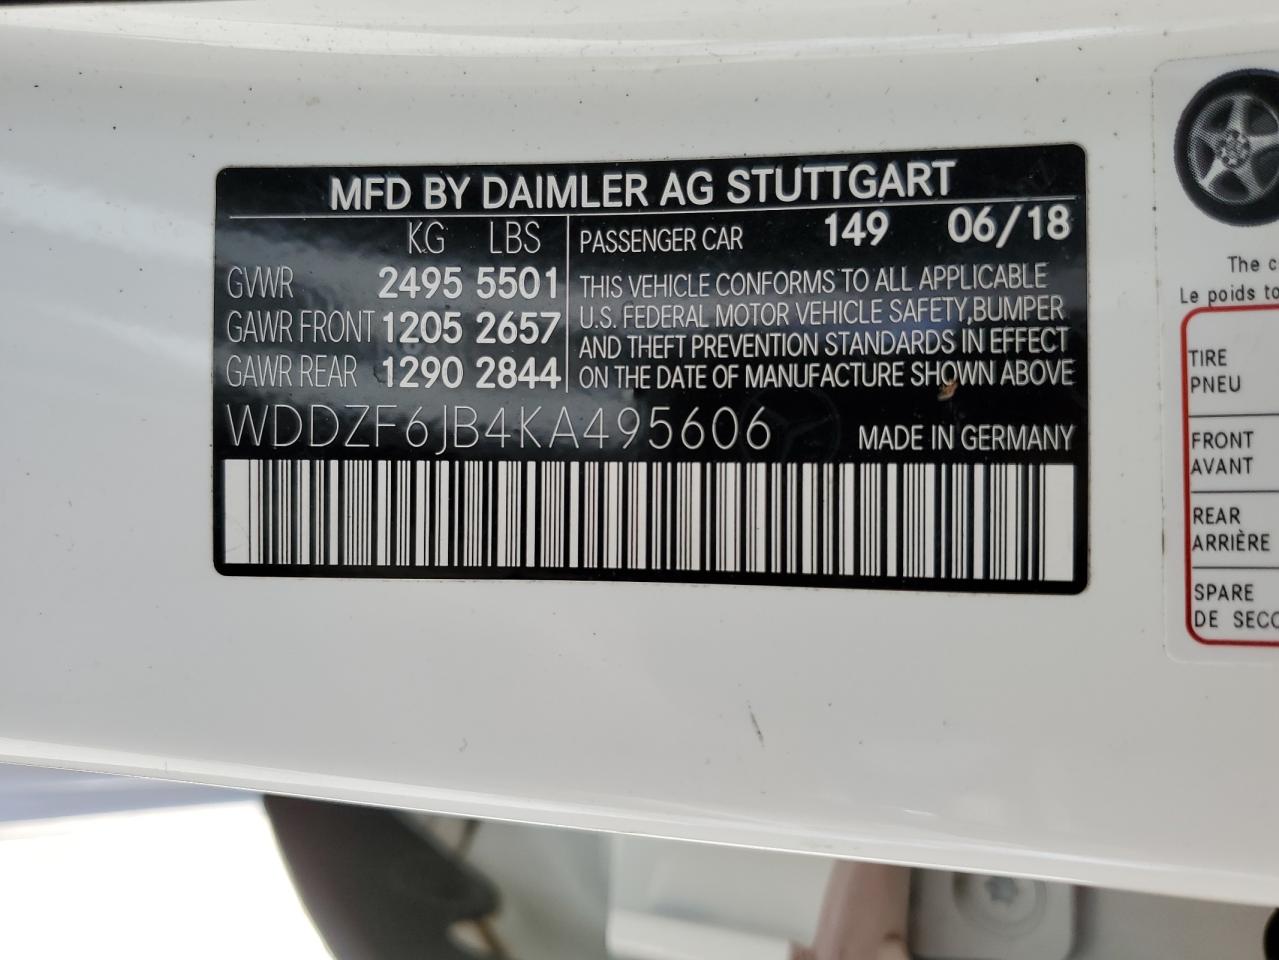 MFD BY DAIMLER AG STUTTGART
KG LBS
GVWR 2495 5501
GAWR FRONT 1205 2657
GAWR REAR 1290 2844
PASSENGER CAR 149 06/18
THIS VEHICLE CONFORMS TO ALL APPLICABLE
U.S. FEDERAL MOTOR VEHICLE SAFETY,BUMPER
AND THEFT PREVENTION STANDARDS IN EFFECT
ON THE DATE OF MANUFACTURE SHOWN ABOVE
WDDZF6JB4KA495606
MADE IN GERMANY
The
Le poids
TIRE
PNEU
FRONT
AVANT
REAR
ARRIÈRE
SPARE
DE